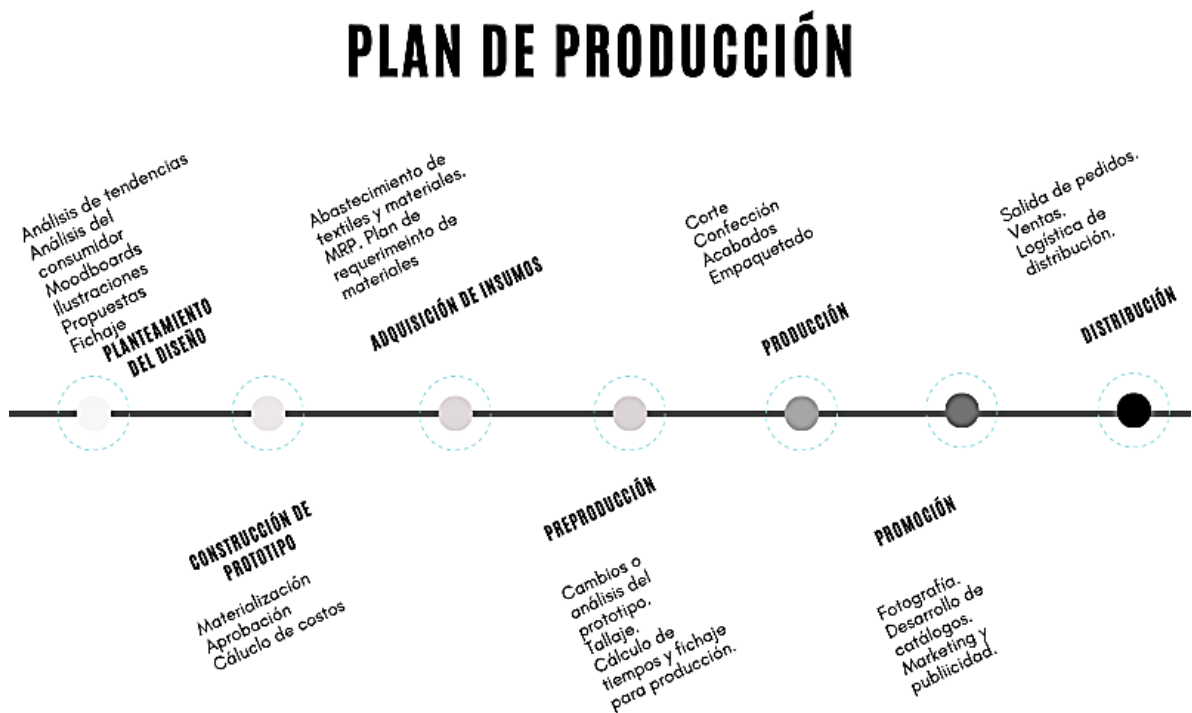 PLAN DE PRODUCCIÓN
Análisis de tendencias
Análisis del
consumidor
Moodboards
Ilustraciones
Propuestas
Fichaje
PLANTEAMIENTO
DEL DISEÑO
CONSTRUCCIÓN DE
PROTOTIPO
Materialización
Aprobación
Cáluclo de costos
Abastecimiento de
textiles y materiales.
MRP. Plan de
requerimeinto de
materiales
ADQUISICIÓN DE INSUMOS
PREPRODUCCIÓN
Cambios o
análisis del
prototipo.
Tallaje.
Cálculo de
tiempos y fichaje
para producción.
Corte
Confección
Acabados
Empaquetado
PRODUCCIÓN
PROMOCIÓN
Fotografía.
Desarrollo de
catálogos.
Marketing y
publiicidad.
Salida de pedidos.
Ventas.
Logística de
distribución.
DISTRIBUCIÓN